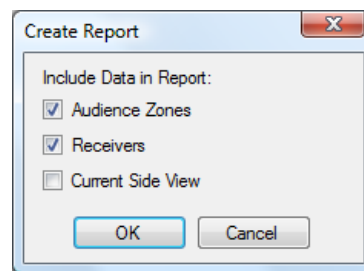 Create Report
Include Data in Report:
Audience Zones
Receivers
Current Side View
OK
Cancel